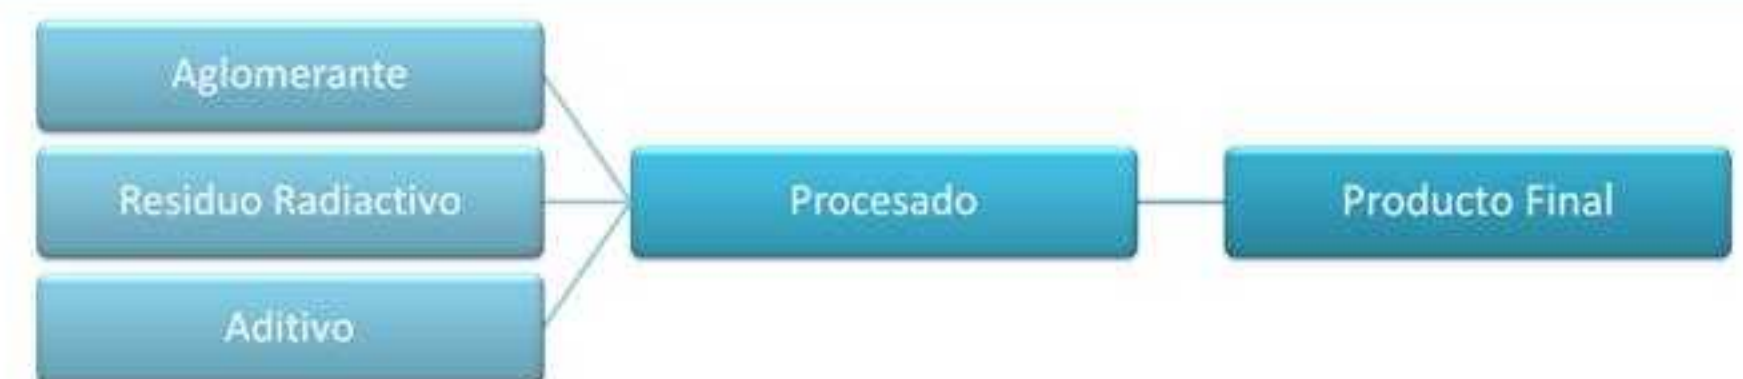 Aglomerante
Residuo Radiactivo
Aditivo
Procesado
Producto Final